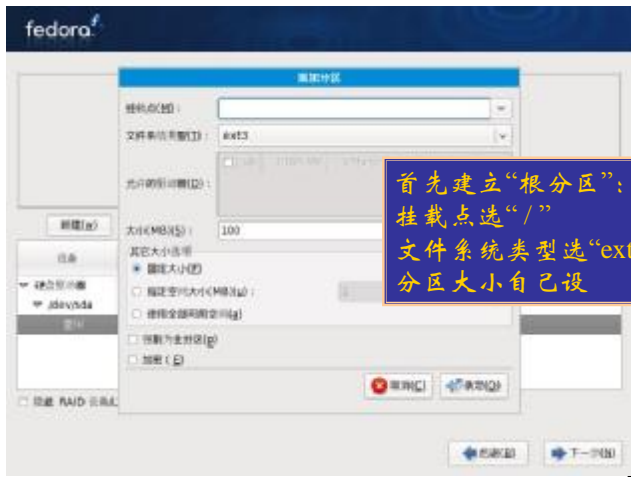 fedora
添加分区
挂载点(M)：
文件系统类型(T)： ext3
允许的驱动器(D)：
首先建立“根分区”：
挂载点选“/”
文件系统类型选“ext
分区大小自己设
新建(w)
大小(MB)(S)： 100
其它大小选项
设备
固定大小(F)
硬盘驱动器
指定空间大小(MB)(u)： 1
/dev/sda
使用全部可用空间(a)
空闲
强制为主分区(p)
加密(E)
取消(C) 确定(O)
隐藏 RAID
后退(B) 下一步(N)